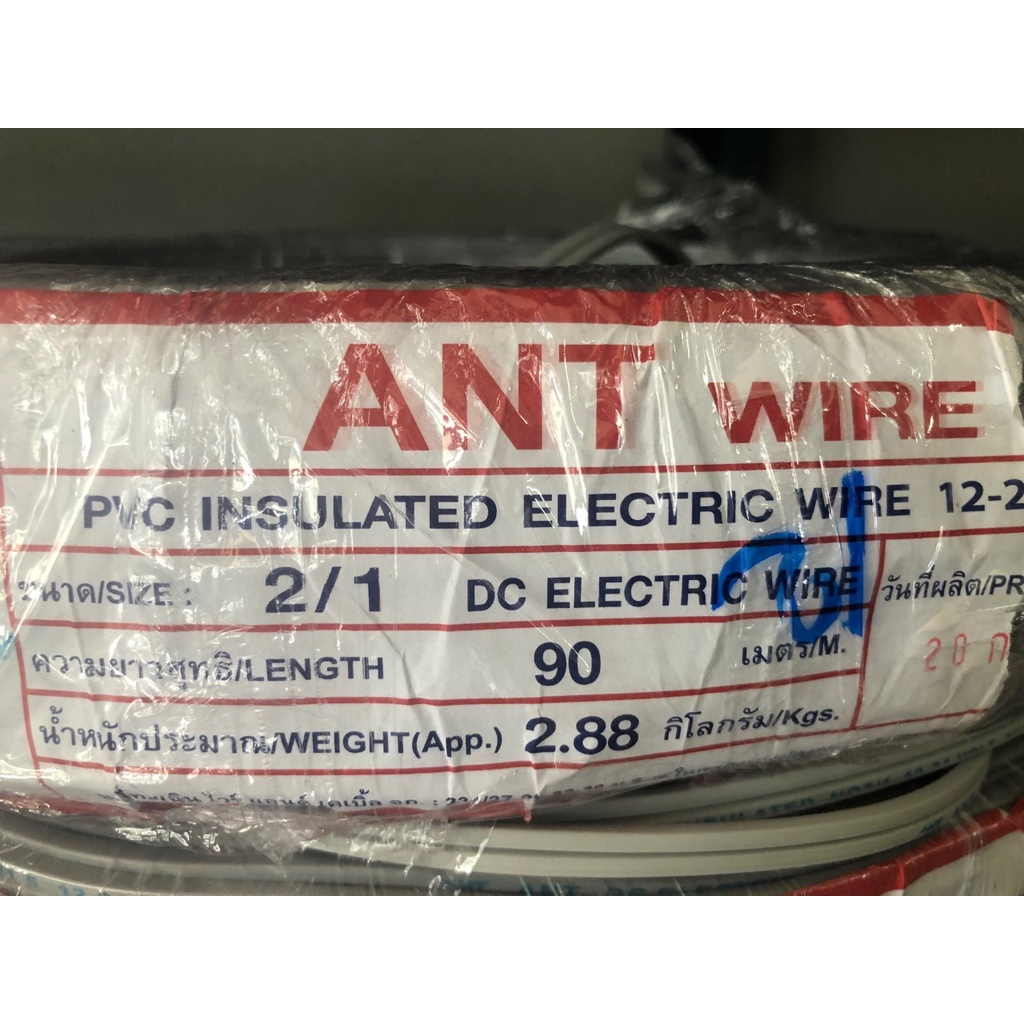 ANT WIRE
PVC INSULATED ELECTRIC WIRE 12-2
ขนาด/SIZE : 2/1 DC ELECTRIC WIRE
วันที่ผลิต/PR
ความยาวสุทธิ/LENGTH 90 เมตร/M.
20 ก
น้ำหนักประมาณ/WEIGHT(App.) 2.88 กิโลกรัม/Kgs.